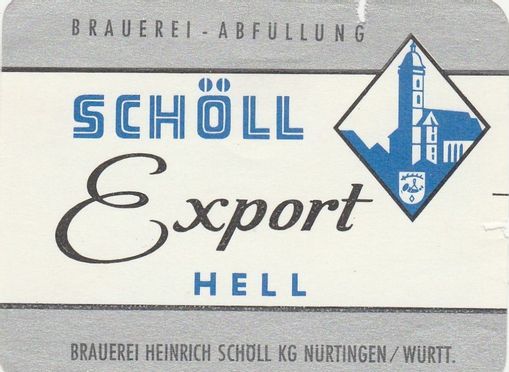 BRAUEREI - ABFÜLLUNG
SCHÖLL
Export
HELL
BRAUEREI HEINRICH SCHÖLL KG NÜRTINGEN/WÜRTT.